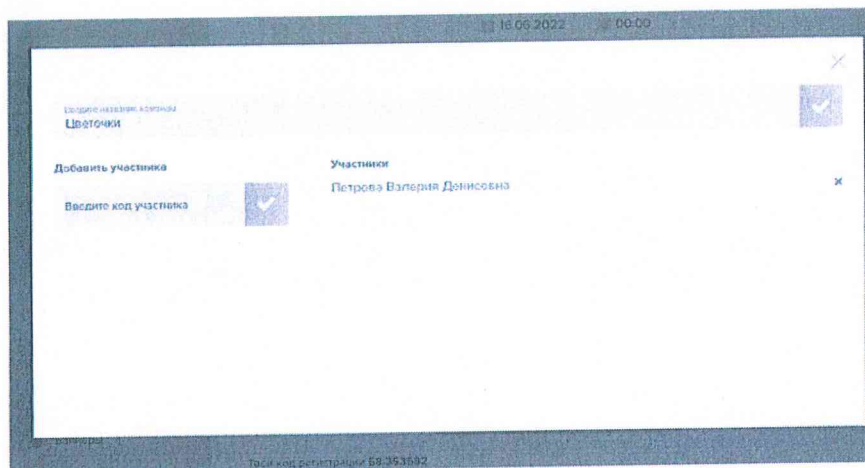 16.06.2022 00:00
Введите название команды
Цветочки
Добавить участника
Участники
Введите код участника
Петрова Валерия Денисовна
код регистрации 58-353582